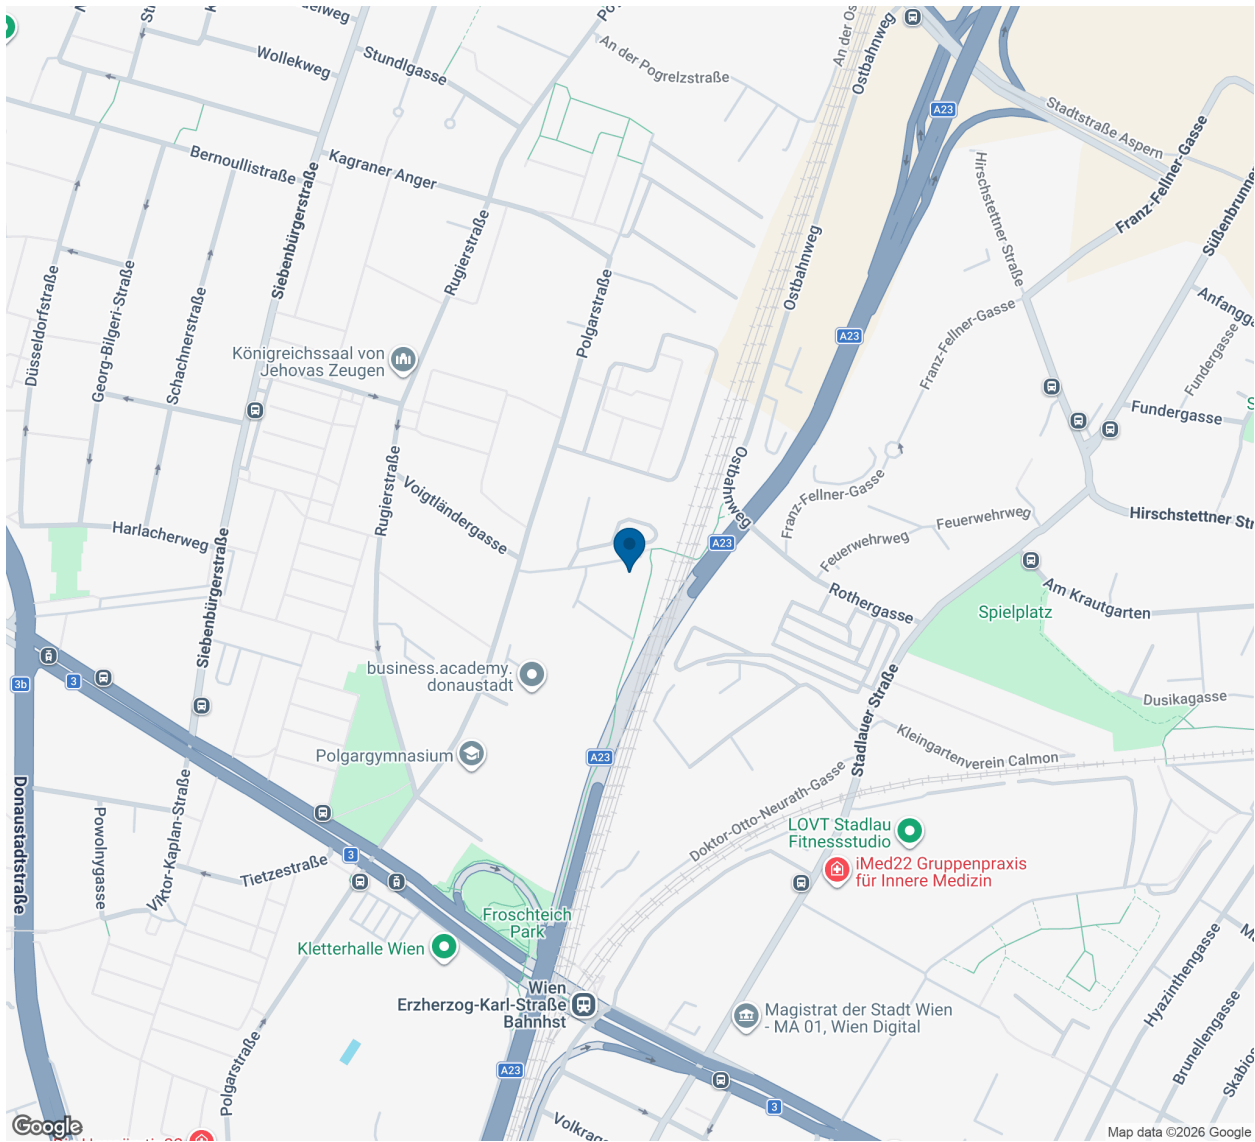 Wollekweg
Stundlgasse
An der Pogrelzstraße
Ostbahnweg
A23
Stadtstraße Aspern
Bernoullistraße
Kagraner Anger
Siebenbürgerstraße
Rugierstraße
Polgarstraße
Ostbahnweg
Hirschstettner Straße
Franz-Fellner-Gasse
Düsseldorfstraße
Georg-Bilgeri-Straße
Schachnerstraße
A23
Franz-Fellner-Gasse
Fundergasse
Königreichssaal von
Jehovas Zeugen
Fundergasse
Rugierstraße
Voigtländergasse
Ostbahnweg
Franz-Fellner-Gasse
Harlacherweg
Feuerwehrweg
Feuerwehrweg
A23
Siebenbürgerstraße
Rothergasse
Am Krautgarten
Spielplatz
3b
3
business.academy.
donaustadt
Dusikagasse
Stadlauer Straße
Kleingartenverein Calmon
Polgargymnasium
A23
Donaustadtstraße
Powolnygasse
Viktor-Kaplan-Straße
Doktor-Otto-Neurath-Gasse
LOVT Stadlau
Fitnessstudio
3
Tietzestraße
iMed22 Gruppenpraxis
für Innere Medizin
Froschteich
Park
Kletterhalle Wien
Wien
Erzherzog-Karl-Straße
Bahnhst
Magistrat der Stadt Wien
- MA 01, Wien Digital
Hyazinthengasse
Brunellengasse
Polgarstraße
A23
3
Google
Map data ©2026 Google